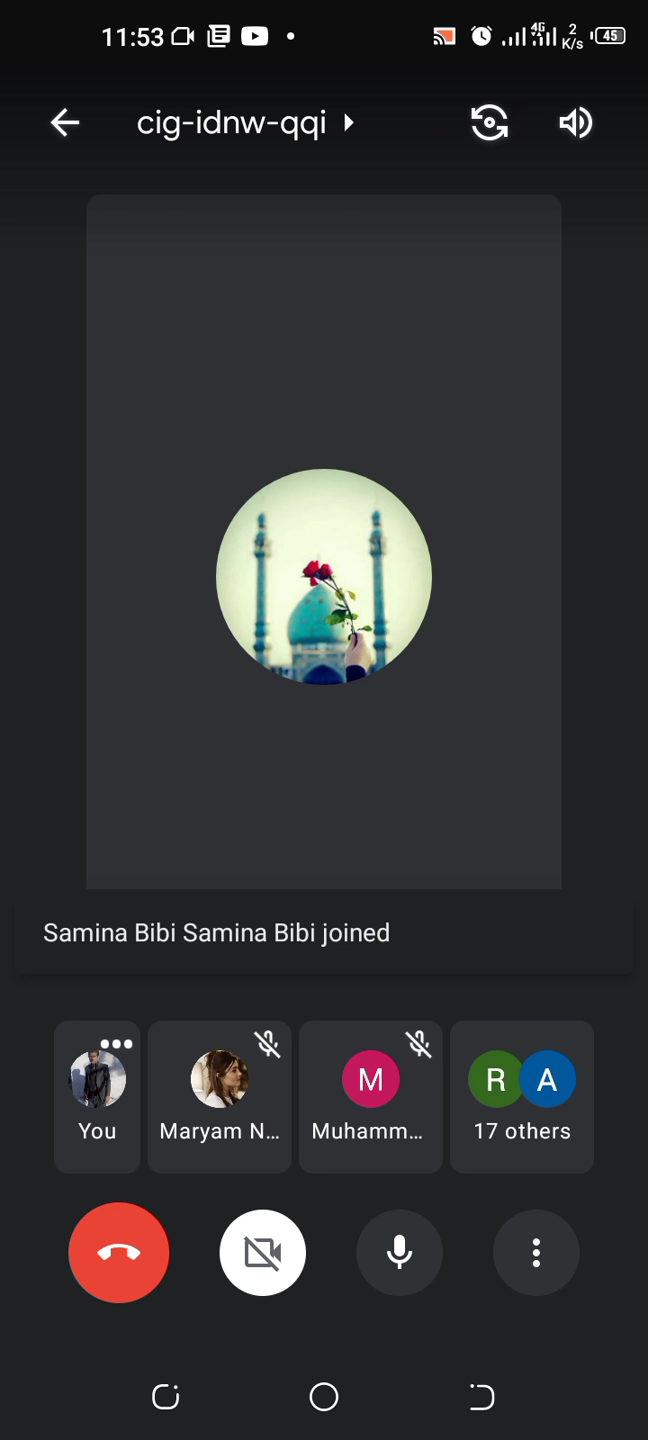 11:53
4G
2
K/s
45
cig-idnw-qqi
Samina Bibi Samina Bibi joined
You
Maryam N...
M
Muhamm...
R A
17 others